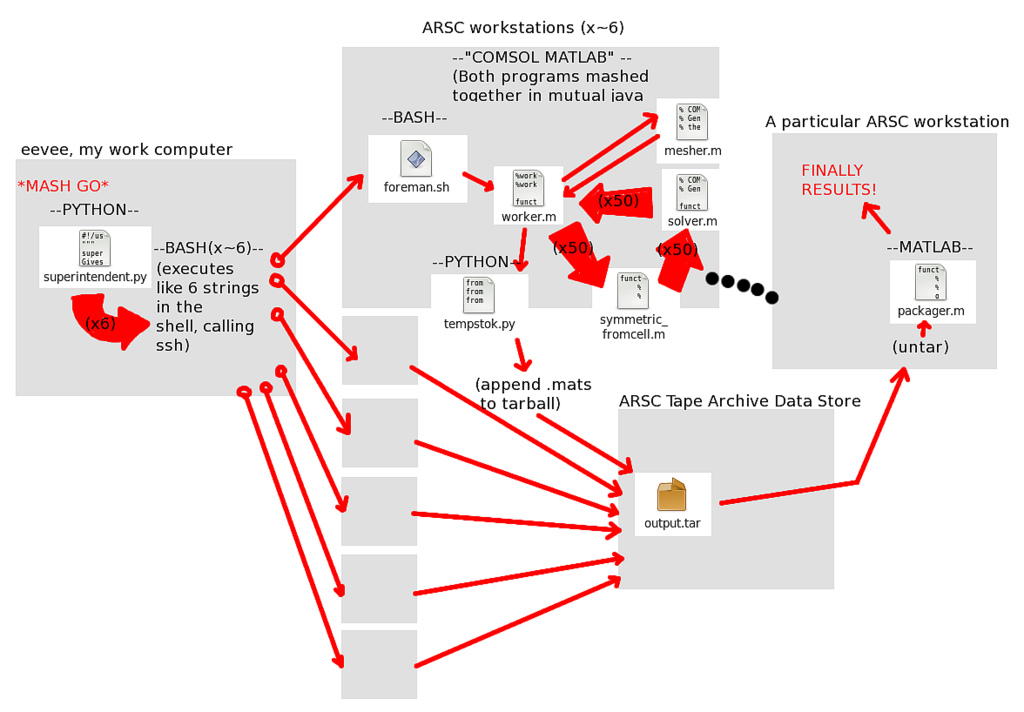 ARSC workstations (x~6)
--"COMSOL MATLAB" --
(Both programs mashed
together in mutual java
--BASH--
foreman.sh
% COM
% Gen
% the
mesher.m
%work
%work
funct
worker.m
% COM
% Gen
funct
solver.m
(x50)
(x50)
(x50)
--PYTHON--
from
from
from
tempstok.py
funct
%
%
symmetric_
fromcell.m
(append .mats
to tarball)
eevee, my work computer
*MASH GO*
--PYTHON--
#!/us
"""
super
Gives
superintendent.py
(x6)
--BASH(x~6)--
(executes
like 6 strings
in the
shell, calling
ssh)
ARSC Tape Archive Data Store
output.tar
A particular ARSC workstation
FINALLY
RESULTS!
--MATLAB--
funct
%
%
packager.m
(untar)